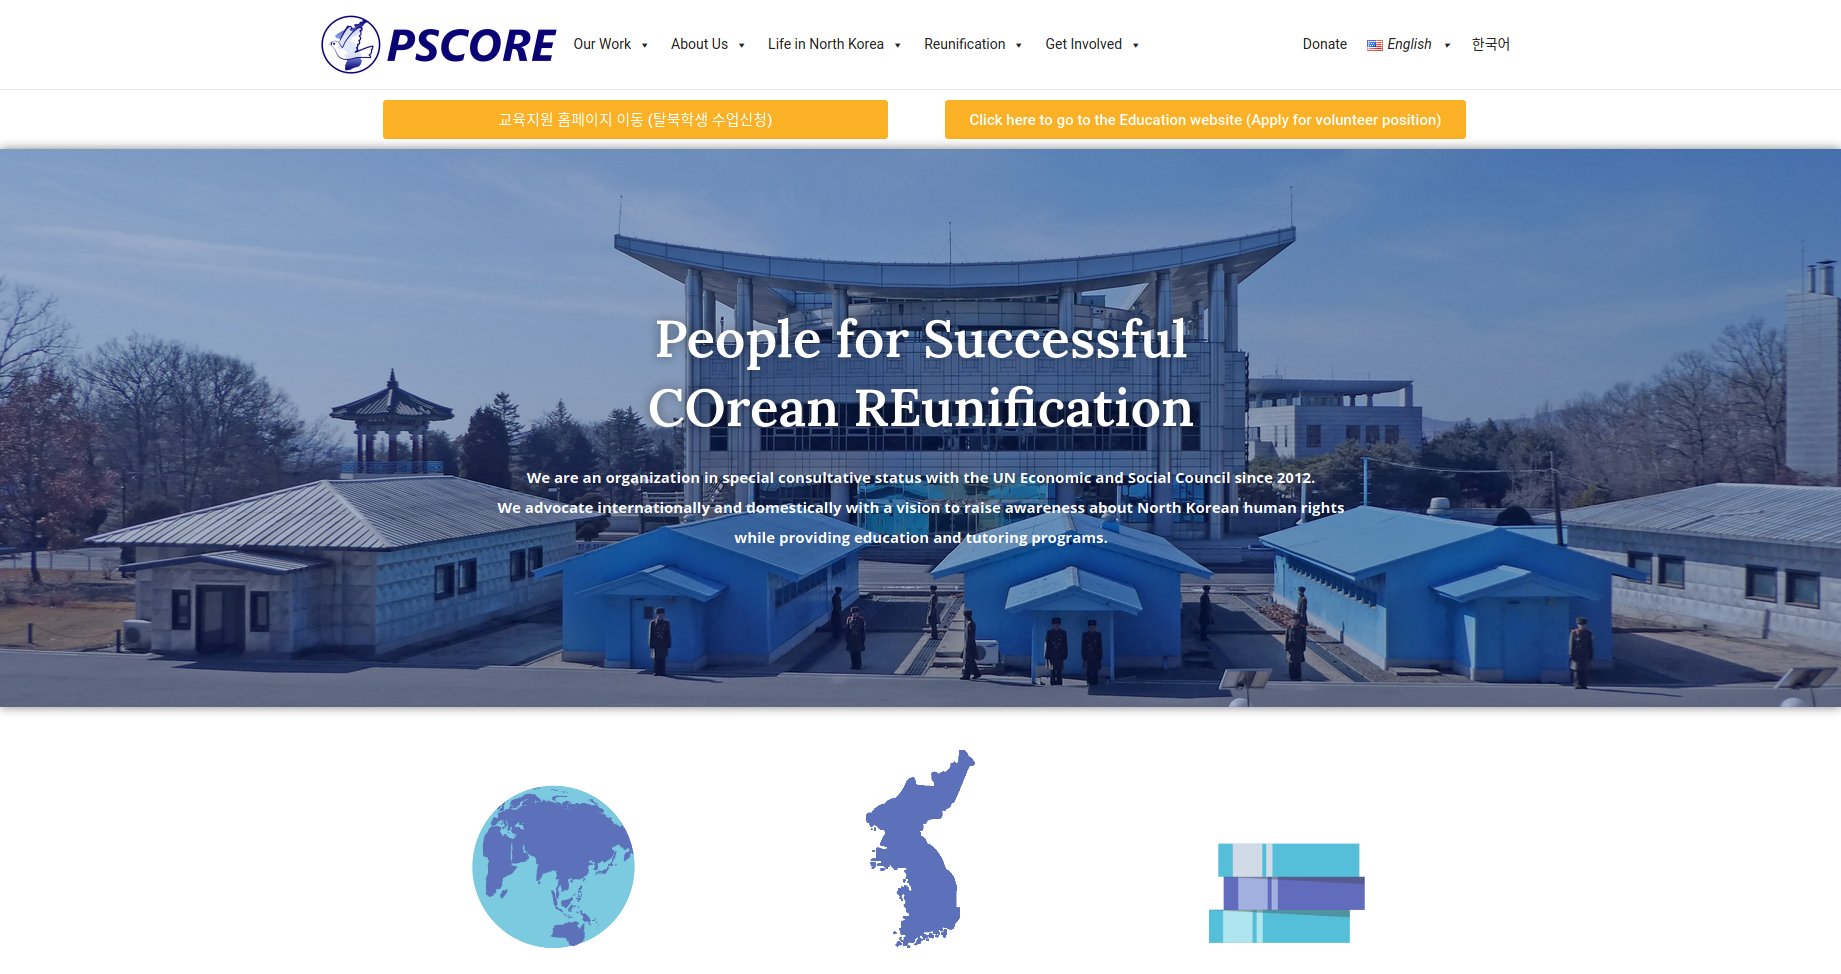 PSCORE
Our Work
About Us
Life in North Korea
Reunification
Get Involved
Donate
English
한국어
교육지원 홈페이지 이동 (탈북학생 수업신청)
Click here to go to the Education website (Apply for volunteer position)
People for Successful
COrean REunification
We are an organization in special consultative status with the UN Economic and Social Council since 2012.
We advocate internationally and domestically with a vision to raise awareness about North Korean human rights
while providing education and tutoring programs.